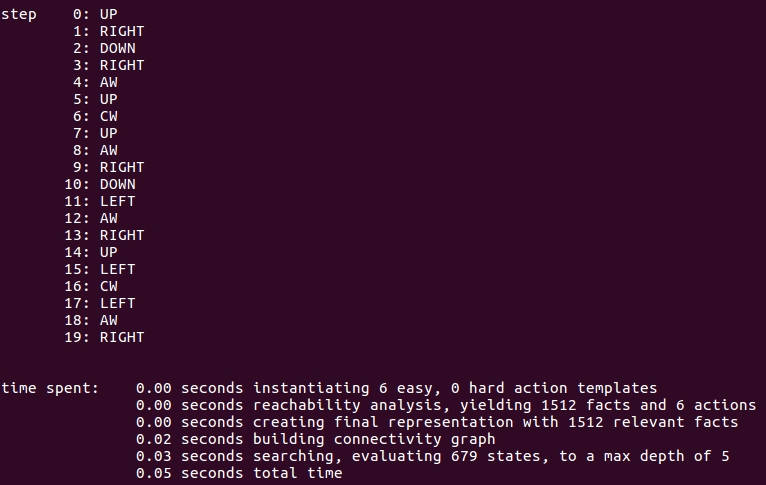 step    0: UP
        1: RIGHT
        2: DOWN
        3: RIGHT
        4: AW
        5: UP
        6: CW
        7: UP
        8: AW
        9: RIGHT
       10: DOWN
       11: LEFT
       12: AW
       13: RIGHT
       14: UP
       15: LEFT
       16: CW
       17: LEFT
       18: AW
       19: RIGHT
time spent:    0.00 seconds instantiating 6 easy, 0 hard action templates
               0.00 seconds reachability analysis, yielding 1512 facts and 6 actions
               0.00 seconds creating final representation with 1512 relevant facts
               0.02 seconds building connectivity graph
               0.03 seconds searching, evaluating 679 states, to a max depth of 5
               0.05 seconds total time